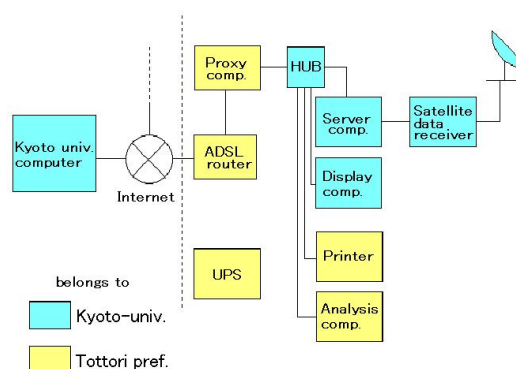 Proxy
comp.
HUB
Server
comp.
Satellite
data
receiver
Kyoto univ.
computer
ADSL
router
Internet
Display
comp.
UPS
Printer
Analysis
comp.
belongs to
Kyoto-univ.
Tottori pref.